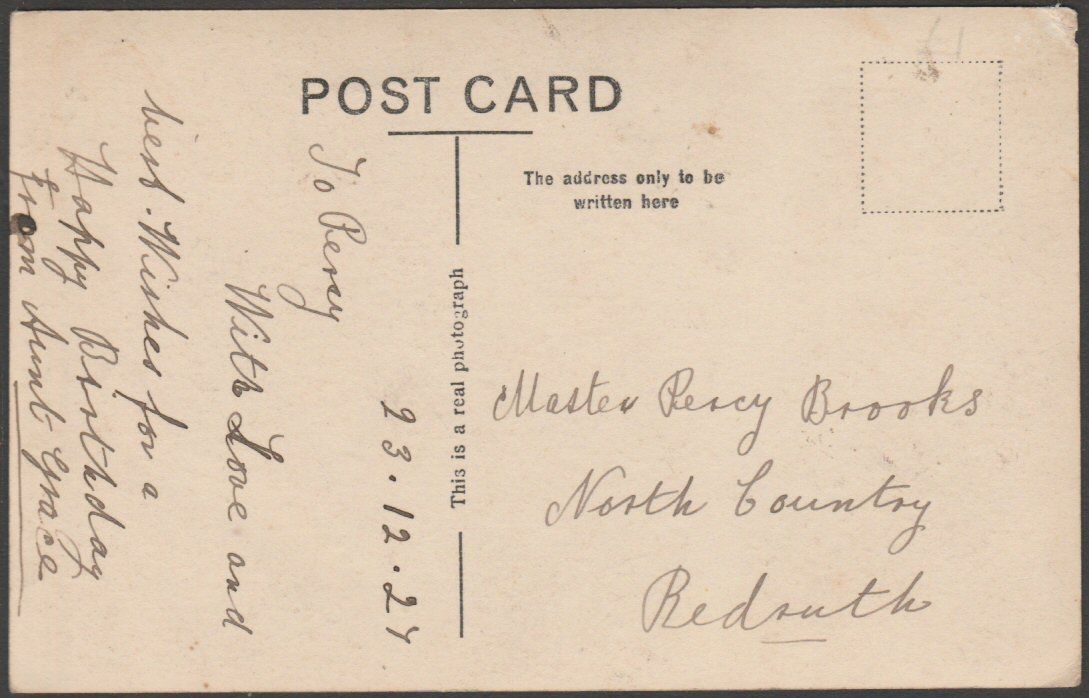 POST CARD
The address only to be
written here
This is a real photograph
23.12.24
To Percy
With Love and
best. Wishes for a
Happy Birthday
from Aunt Grace
Master Percy Brooks
North Country
Redruth